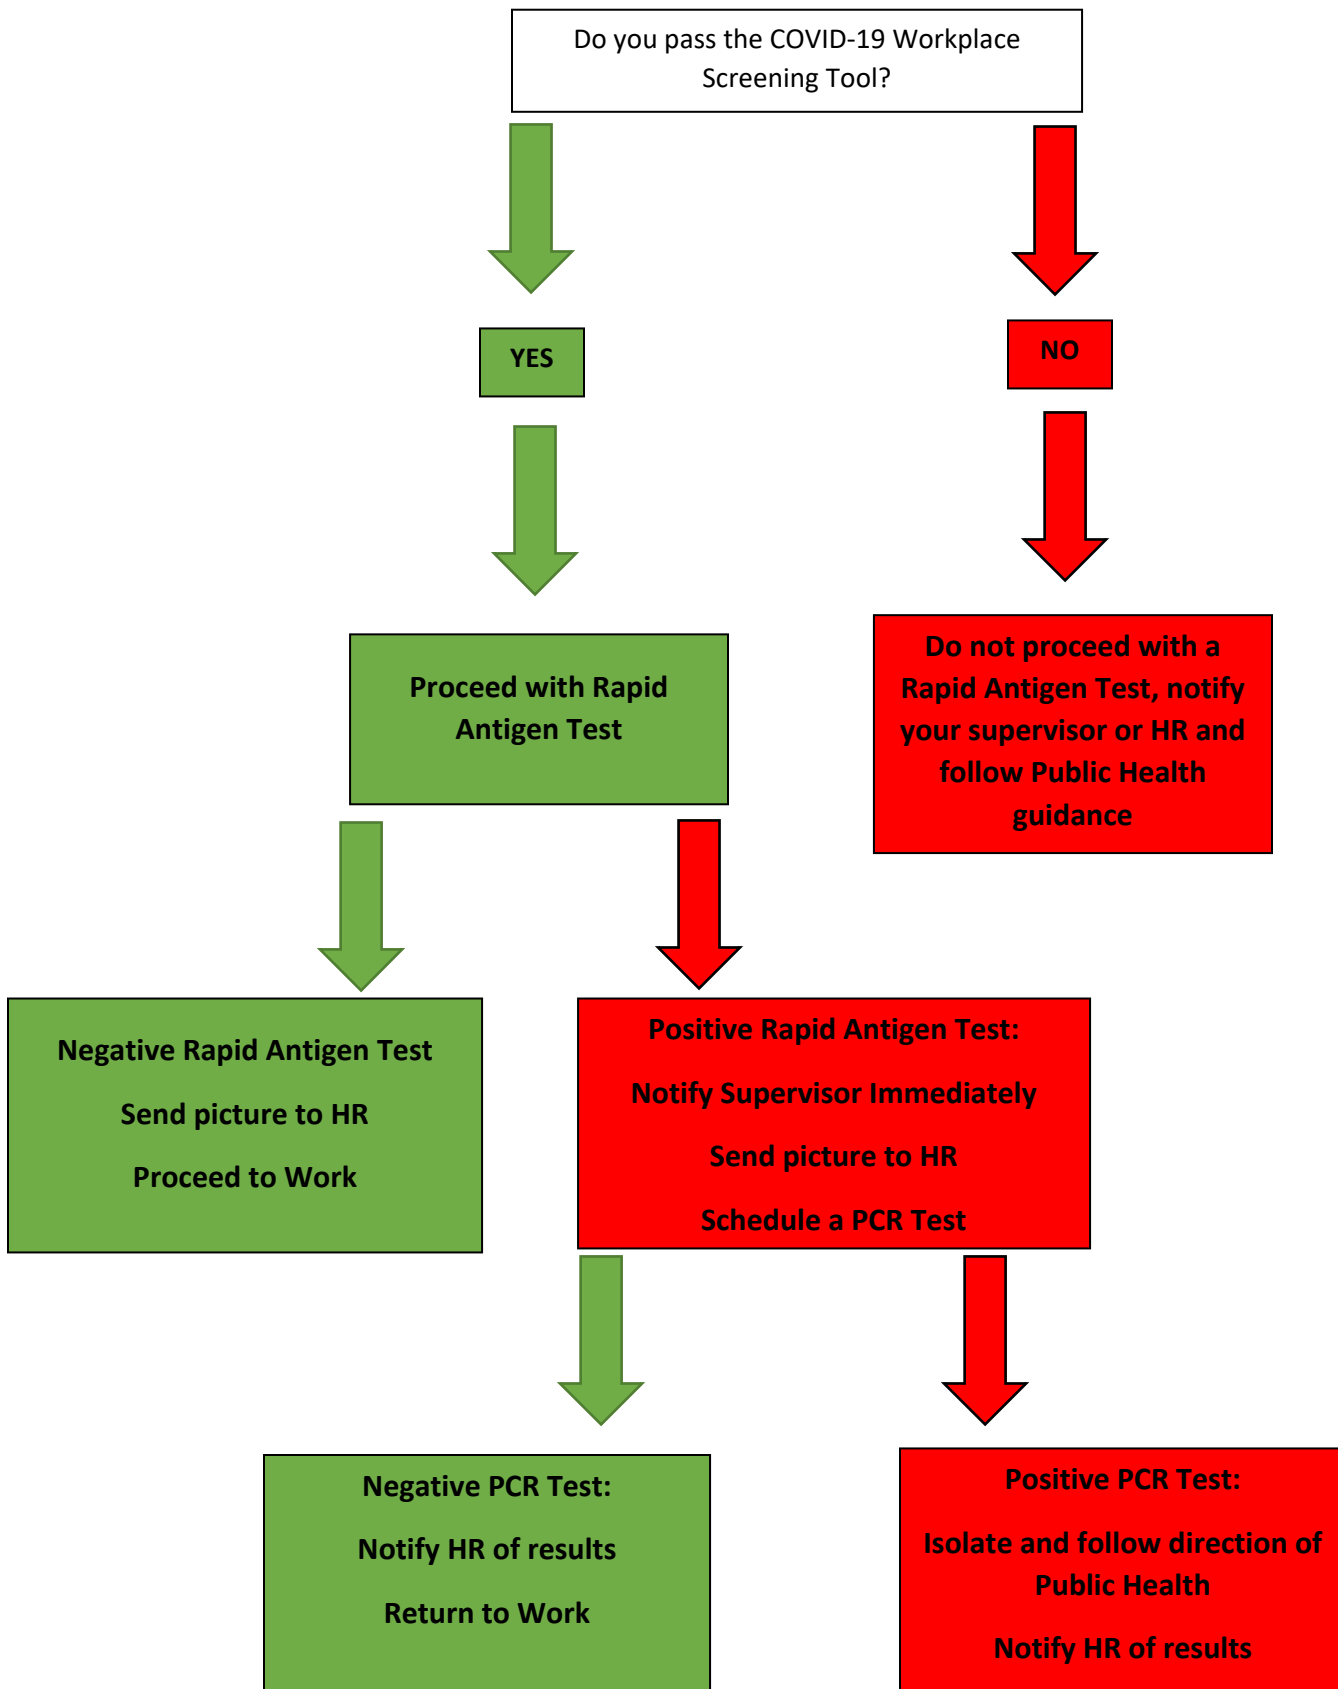 Do you pass the COVID-19 Workplace
Screening Tool?
YES
NO
Proceed with Rapid
Antigen Test
Do not proceed with a
Rapid Antigen Test, notify
your supervisor or HR and
follow Public Health
guidance
Negative Rapid Antigen Test
Send picture to HR
Proceed to Work
Positive Rapid Antigen Test:
Notify Supervisor Immediately
Send picture to HR
Schedule a PCR Test
Negative PCR Test:
Notify HR of results
Return to Work
Positive PCR Test:
Isolate and follow direction of
Public Health
Notify HR of results